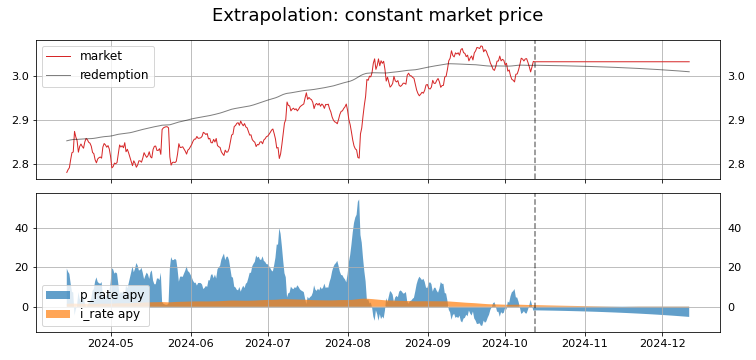 Extrapolation: constant market price
market
redemption
3.0
2.9
2.8
3.0
2.9
2.8
40
20
0
40
20
0
p_rate apy
i_rate apy
2024-05 2024-06 2024-07 2024-08 2024-09 2024-10 2024-11 2024-12